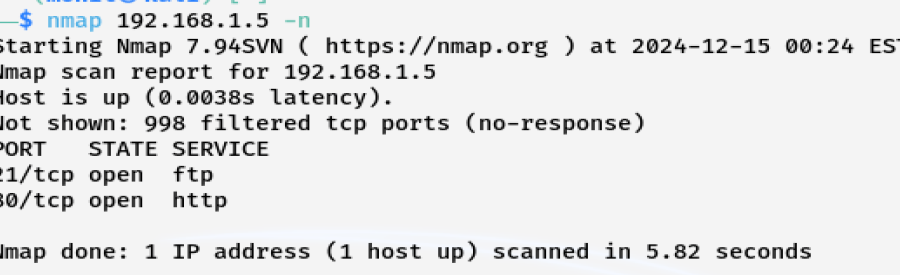 $ nmap 192.168.1.5 -n
Starting Nmap 7.94SVN ( https://nmap.org ) at 2024-12-15 00:24 EST
Nmap scan report for 192.168.1.5
Host is up (0.0038s latency).
Not shown: 998 filtered tcp ports (no-response)
PORT   STATE SERVICE
21/tcp open  ftp
80/tcp open  http
Nmap done: 1 IP address (1 host up) scanned in 5.82 seconds